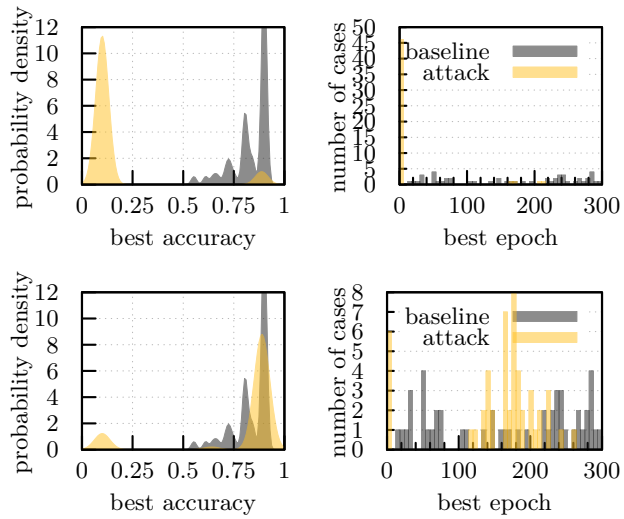 probability density
12
10
8
6
4
2
0
0 0.25 0.5 0.75 1
best accuracy
number of cases
50
45
40
35
30
25
20
15
10
5
0
baseline
attack
0 100 200 300
best epoch
probability density
12
10
8
6
4
2
0
0 0.25 0.5 0.75 1
best accuracy
number of cases
8
7
6
5
4
3
2
1
0
baseline
attack
0 100 200 300
best epoch